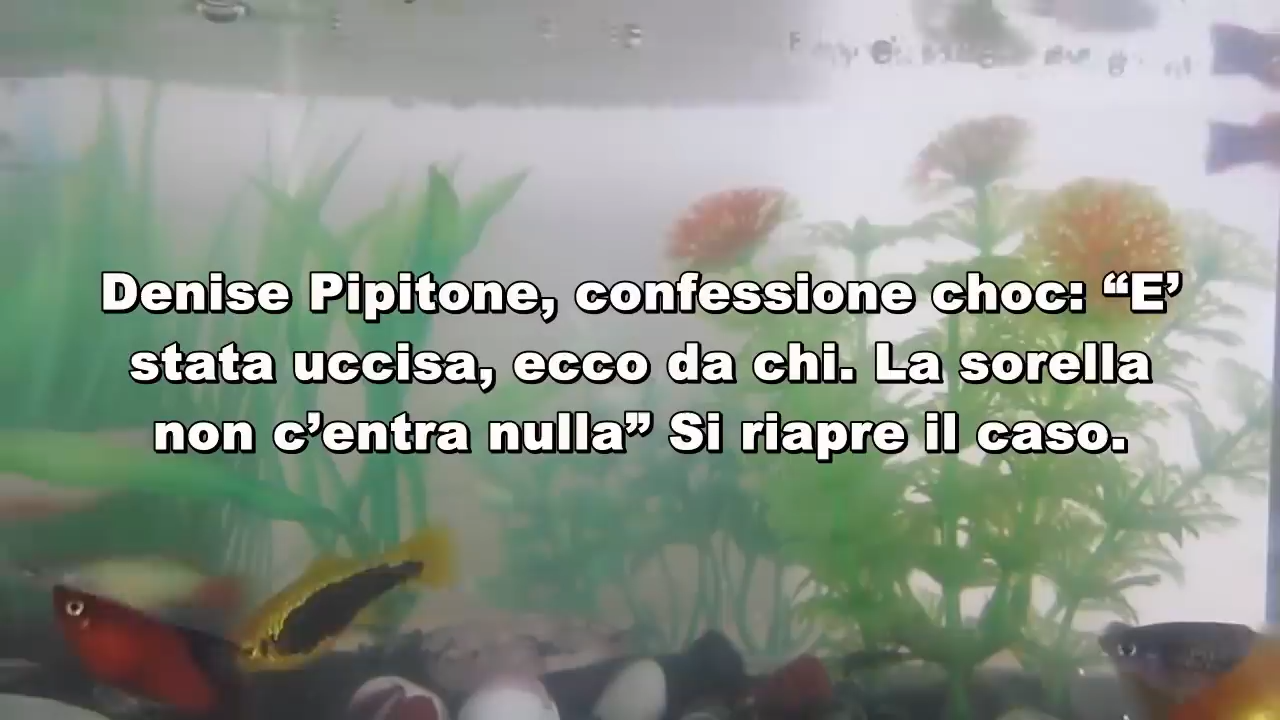 Denise Pipitone, confessione choc: “E’
stata uccisa, ecco da chi. La sorella
non c’entra nulla” Si riapre il caso.